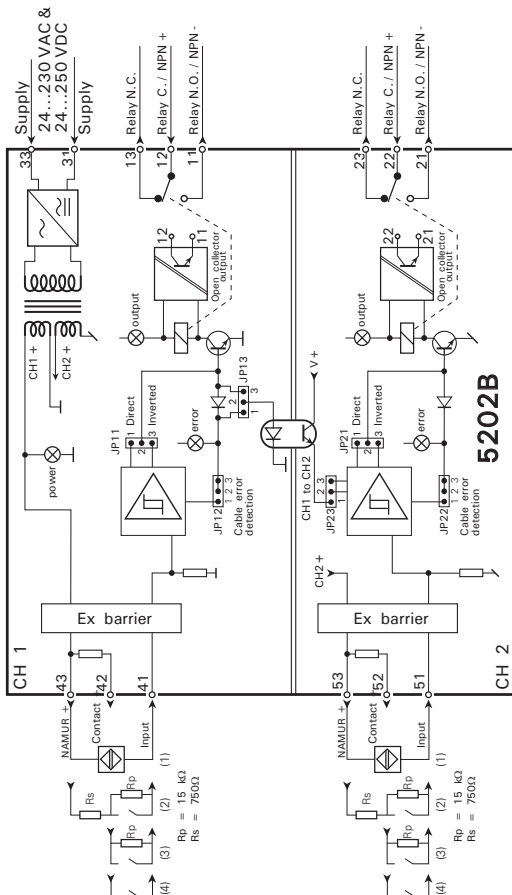 Supply
24...230 VAC &
24...250 VDC
Supply
Relay N.C.
Relay C. / NPN +
Relay N.O. / NPN -
Relay N.C.
Relay C. / NPN +
Relay N.O. / NPN -
33
31
13
12
11
23
22
21
CH1 +
CH2 +
12
11
Open collector
output
22
21
Open collector
output
output
output
power
JP11
1 Direct
2
3 Inverted
error
JP13
1 2 3
JP12
1 2 3
Cable error
detection
V +
CH1 to CH2
JP23
1 2 3
JP21
1 Direct
2
3 Inverted
error
JP22
1 2 3
Cable error
detection
5202B
CH2 +
Ex barrier
Ex barrier
CH 1
CH 2
43
42
41
53
52
51
NAMUR +
Contact +
Input
NAMUR +
Contact +
Input
(1)
Rs
Rp
(2)
Rp
(3)
(4)
Rp = 15 kΩ
Rs = 750Ω
(1)
Rs
Rp
(2)
Rp
(3)
(4)
Rp = 15 kΩ
Rs = 750Ω